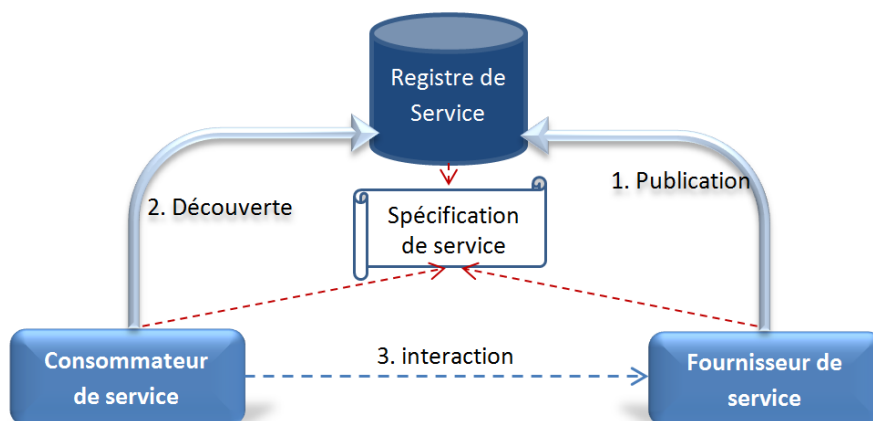 Registre de
Service
1. Publication
2. Découverte
Spécification
de service
Consommateur
de service
3. interaction
Fournisseur de
service